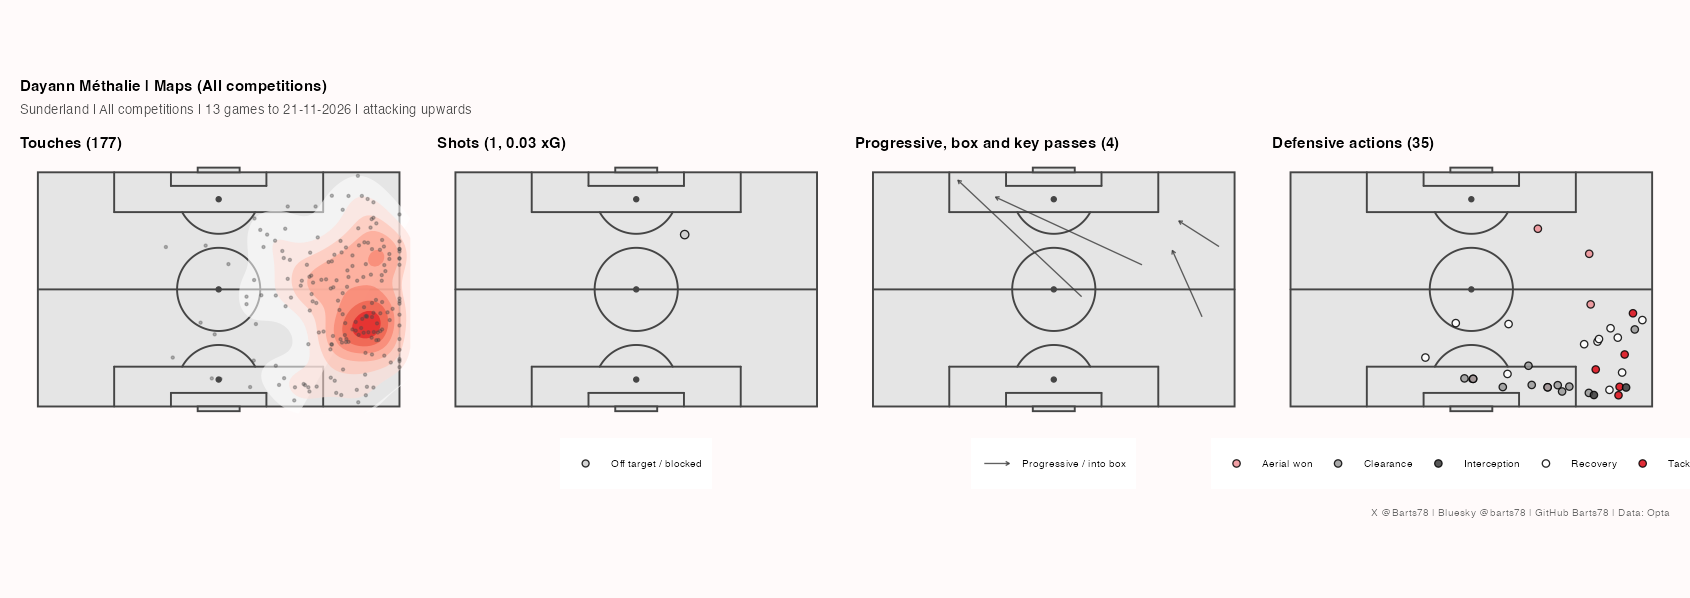 Dayann Méthalie | Maps (All competitions)
Sunderland | All competitions | 13 games to 21-11-2026 | attacking upwards
Touches (177)
Shots (1, 0.03 xG)
Progressive, box and key passes (4)
Defensive actions (35)
Off target / blocked
Progressive / into box
Aerial won
Clearance
Interception
Recovery
Tack
X @Barts78 | Bluesky @barts78 | GitHub Barts78 | Data: Opta